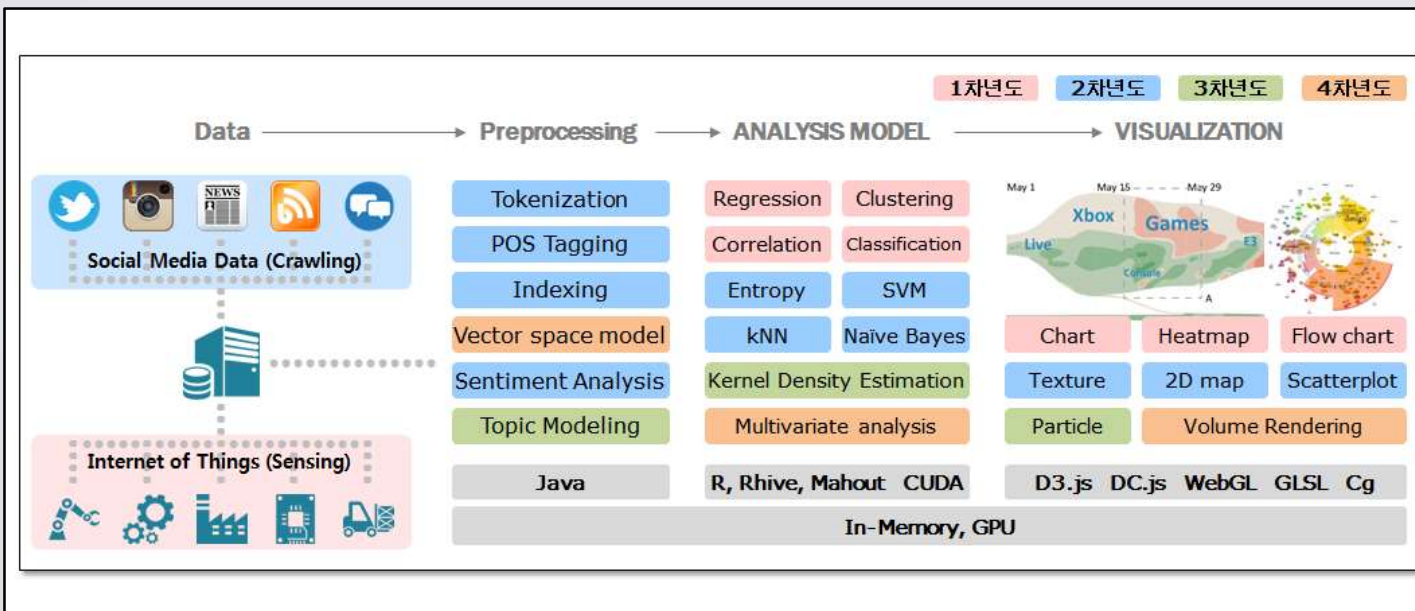 1차년도 2차년도 3차년도 4차년도
Data Preprocessing ANALYSIS MODEL VISUALIZATION
NEWS
Social Media Data (Crawling)
Internet of Things (Sensing)
Tokenization
POS Tagging
Indexing
Vector space model
Sentiment Analysis
Topic Modeling
Java
Regression Clustering
Correlation Classification
Entropy SVM
kNN Naïve Bayes
Kernel Density Estimation
Multivariate analysis
R, Rhive, Mahout CUDA
May 1 May 15 May 29
Xbox Games
Live E3
Console
A
Chart Heatmap Flow chart
Texture 2D map Scatterplot
Particle Volume Rendering
D3.js DC.js WebGL GLSL Cg
In-Memory, GPU